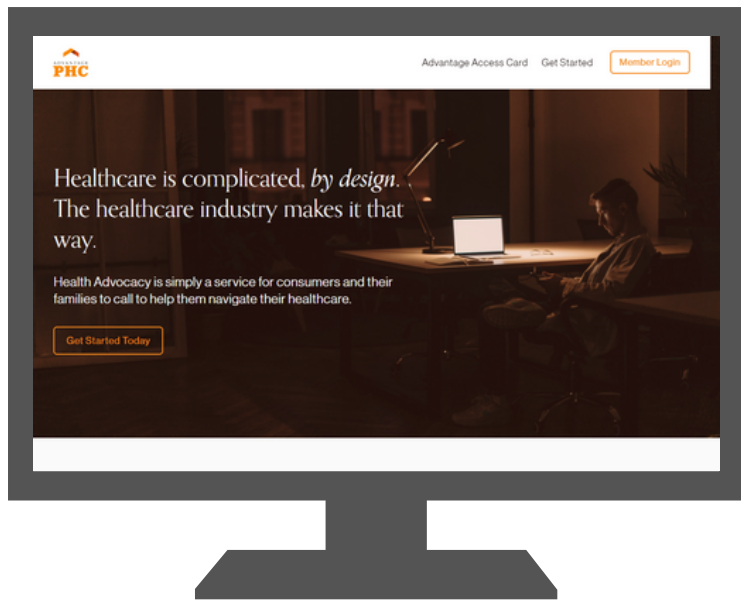 ADVANTAGE
PHC
Advantage Access Card
Get Started
Member Login
Healthcare is complicated, by design.
The healthcare industry makes it that
way.
Health Advocacy is simply a service for consumers and their
families to call to help them navigate their healthcare.
Get Started Today